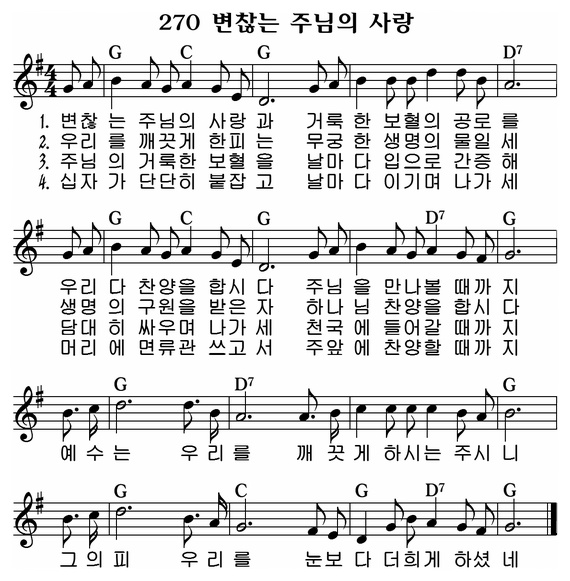 270 변찮는 주님의 사랑
G C G D7
4 4
1. 변찮 는 주님의 사랑 과 거룩 한 보혈의 공로 를
2. 우리 를 깨끗게 한피 는 무궁 한 생명의 물일 세
3. 주님 의 거룩한 보혈 을 날마 다 입으로 간증 해
4. 십자 가 단단히 붙잡 고 날마 다 이기며 나가 세
G C G D7 G
우리 다 찬양을 합시 다 주님 을 만나볼 때까 지
생명 의 구원을 받은 자 하나 님 찬양을 합시 다
담대 히 싸우며 나가 세 천국 에 들어갈 때까 지
머리 에 면류관 쓰고 서 주앞 에 찬양할 때까 지
G D7 G
예 수 는 우 리 를 깨 끗 게 하시는 주시 니
G C G D7 G
그 의 피 우 리 를 눈보 다 더희게 하셨 네